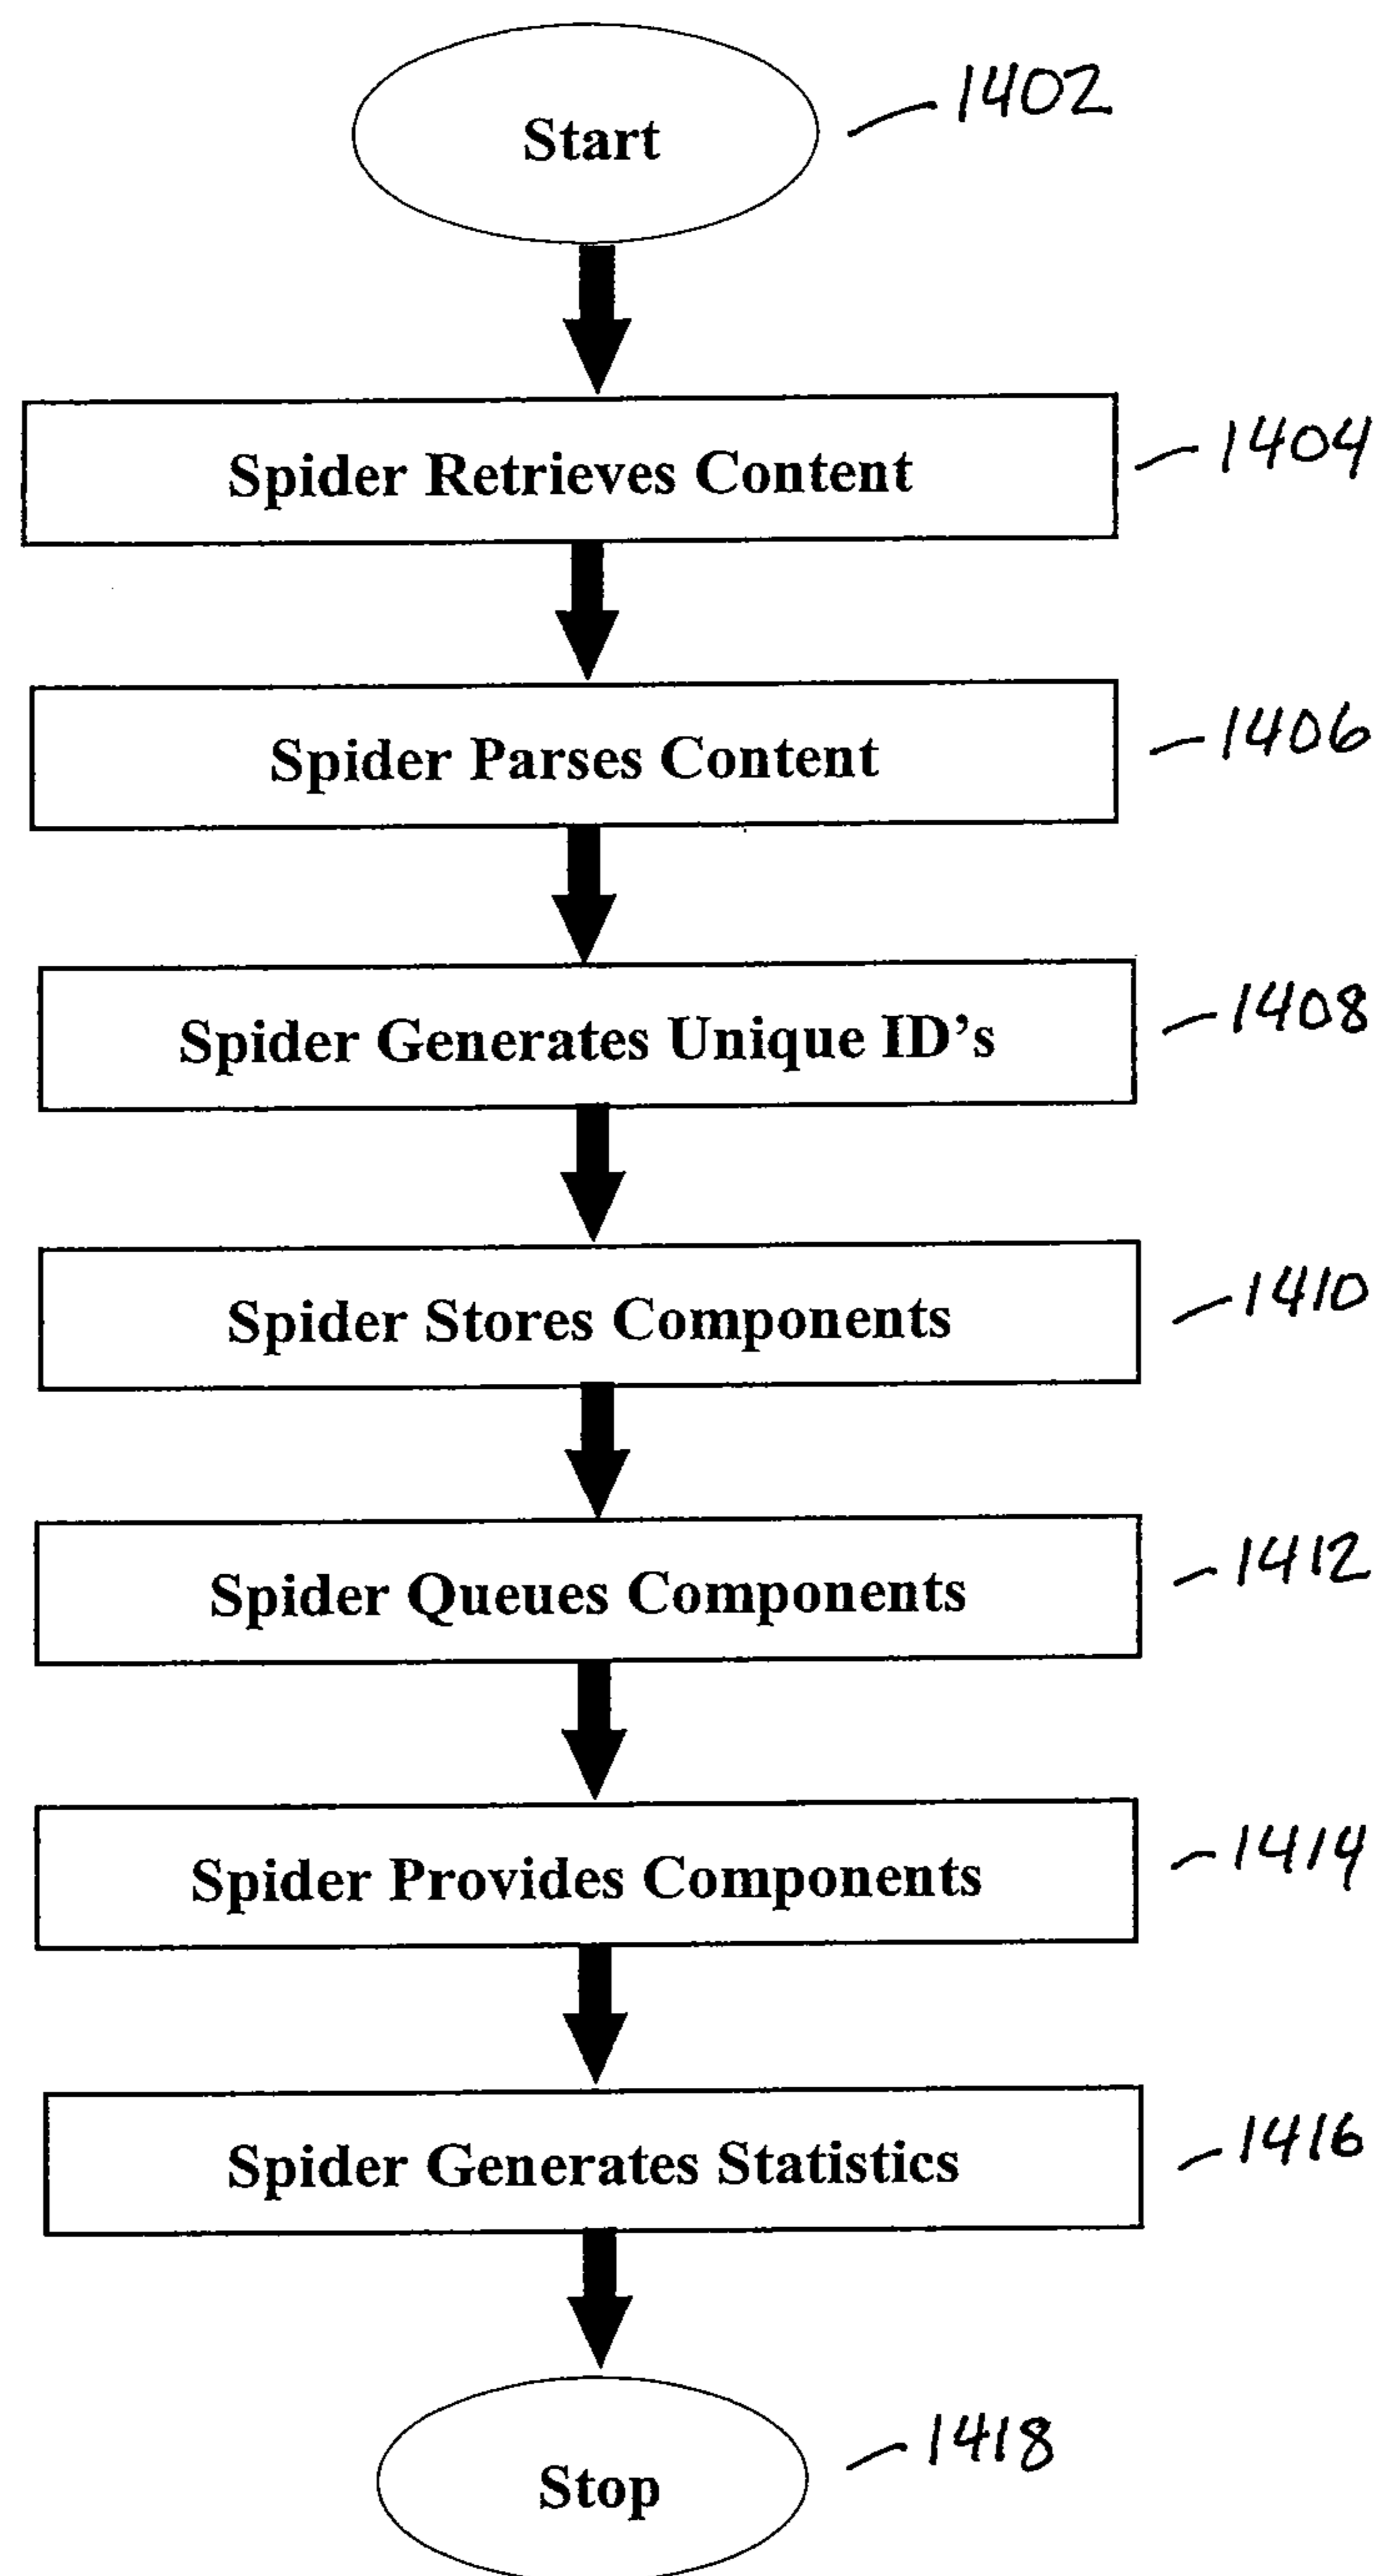 Start
1402
Spider Retrieves Content
1404
Spider Parses Content
1406
Spider Generates Unique ID's
1408
Spider Stores Components
1410
Spider Queues Components
1412
Spider Provides Components
1414
Spider Generates Statistics
1416
Stop
1418